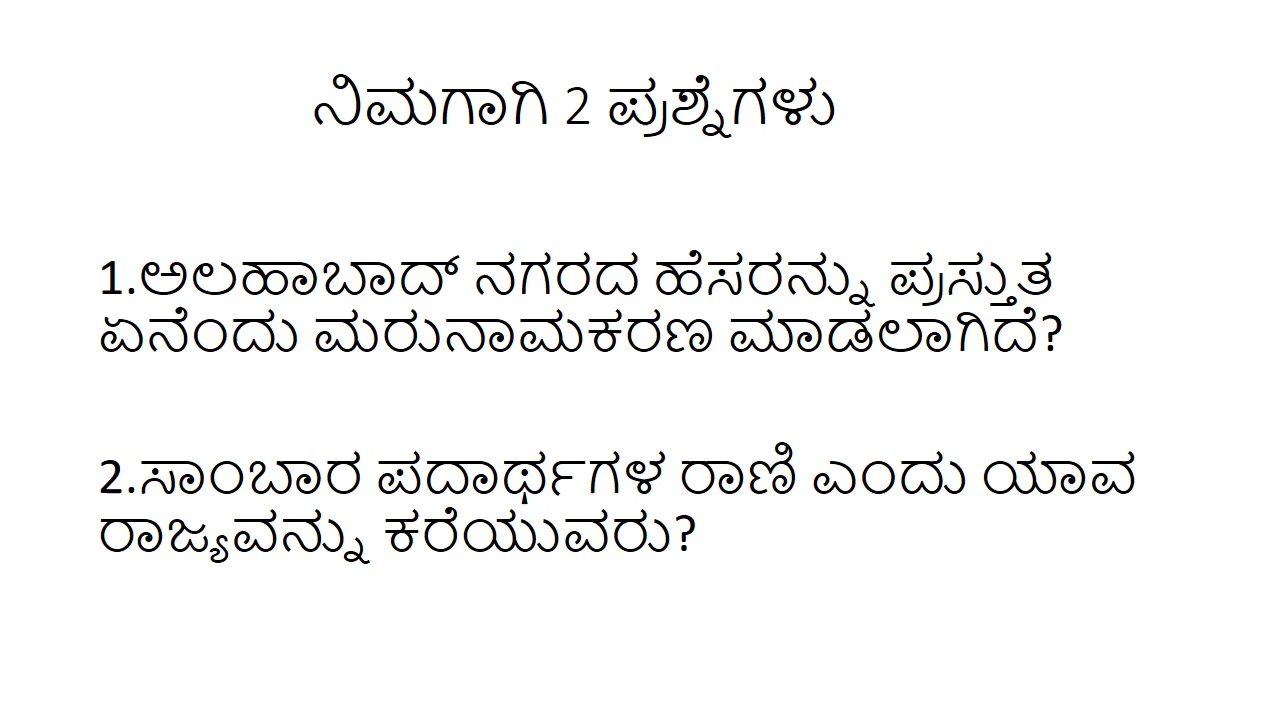 ನಿಮಗಾಗಿ 2 ಪ್ರಶ್ನೆಗಳು
1.ಅಲಹಾಬಾದ್ ನಗರದ ಹೆಸರನ್ನು ಪ್ರಸ್ತುತ
ಏನೆಂದು ಮರುನಾಮಕರಣ ಮಾಡಲಾಗಿದೆ?
2.ಸಾಂಬಾರ ಪದಾರ್ಥಗಳ ರಾಣಿ ಎಂದು ಯಾವ
ರಾಜ್ಯವನ್ನು ಕರೆಯುವರು?